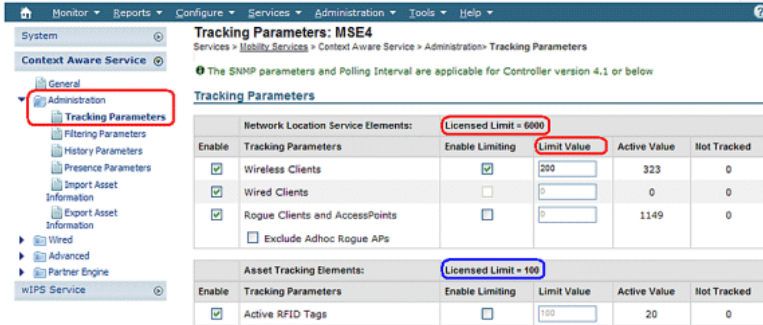 Monitor Reports Configure Services Administration Tools Help
System
Context Aware Service
General
Administration
Tracking Parameters
Filtering Parameters
History Parameters
Presence Parameters
Import Asset
Information
Export Asset
Information
Wired
Advanced
Partner Engine
wIPS Service
Tracking Parameters: MSE4
Services > Mobility Services > Context Aware Service > Administration> Tracking Parameters
The SNMP parameters and Polling Interval are applicable for Controller version 4.1 or below
Tracking Parameters
Network Location Service Elements: Licensed Limit = 6000
Enable Tracking Parameters Enable Limiting Limit Value Active Value Not Tracked
Wireless Clients 200 323 0
Wired Clients 0 0 0
Rogue Clients and AccessPoints 0 1149 0
Exclude Adhoc Rogue APs
Asset Tracking Elements: Licensed Limit = 100
Enable Tracking Parameters Enable Limiting Limit Value Active Value Not Tracked
Active RFID Tags 100 20 0